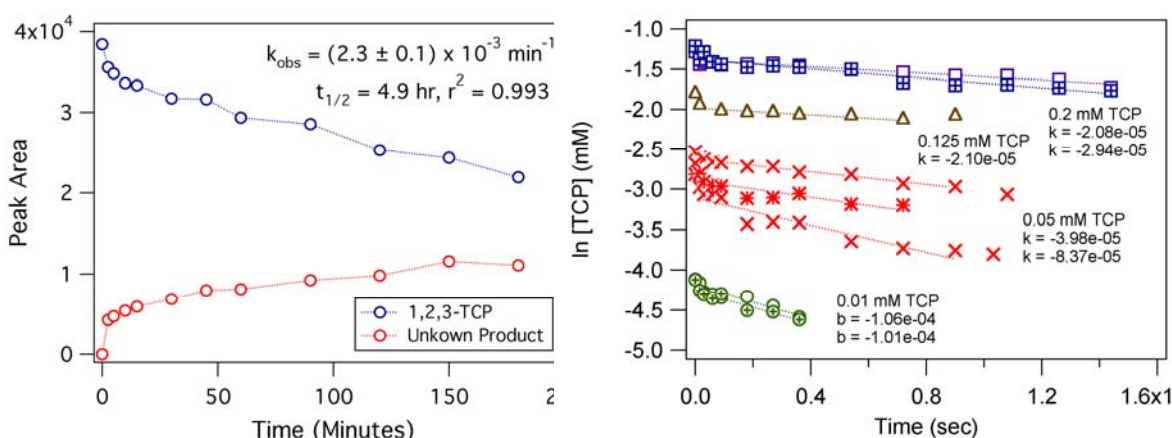 4x10⁴
3
2
1
0
Peak Area
k_obs = (2.3 ± 0.1) x 10⁻³ min⁻¹
t_1/2 = 4.9 hr, r² = 0.993
1,2,3-TCP
Unkown Product
0
50
100
150
2
Time (Minutes)
-1.0
-1.5
-2.0
-2.5
-3.0
-3.5
-4.0
-4.5
-5.0
ln [TCP] (mM)
0.2 mM TCP
k = -2.08e-05
k = -2.94e-05
0.125 mM TCP
k = -2.10e-05
0.05 mM TCP
k = -3.98e-05
k = -8.37e-05
0.01 mM TCP
b = -1.06e-04
b = -1.01e-04
0.0
0.4
0.8
1.2
1.6x1
Time (sec)